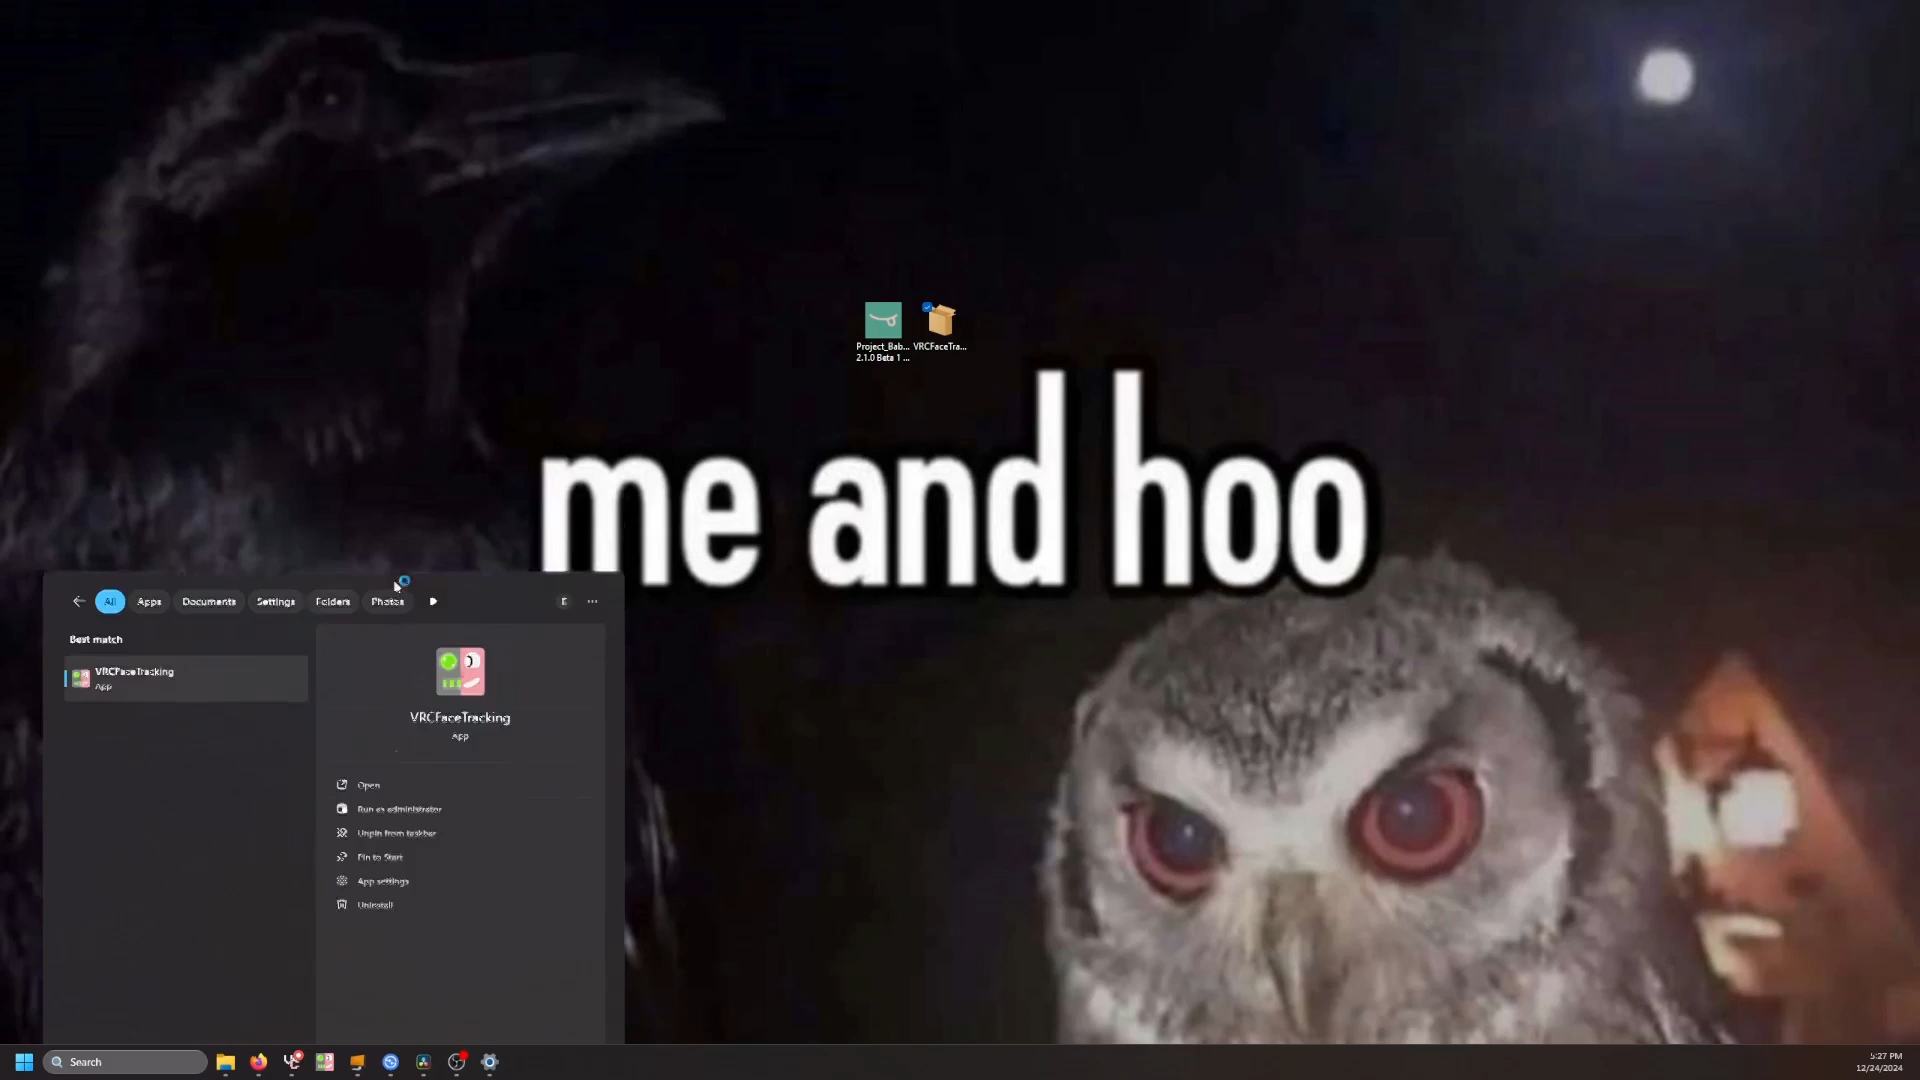 Project_Bab...
2.1.0 Beta 1 ...
VRCFaceTra...
me and hoo
All
Apps
Documents
Settings
Folders
Photos
E
...
Best match
VRCFaceTracking
App
VRCFaceTracking
App
Open
Run as administrator
Unpin from taskbar
Pin to Start
App settings
Uninstall
Search
5:27 PM
12/24/2024